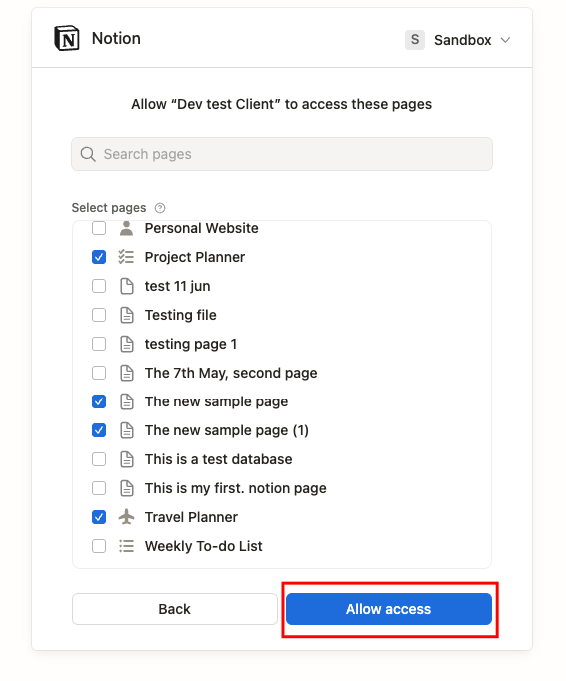 Notion
S Sandbox
Allow “Dev test Client” to access these pages
Search pages
Select pages
Personal Website
Project Planner
test 11 jun
Testing file
testing page 1
The 7th May, second page
The new sample page
The new sample page (1)
This is a test database
This is my first. notion page
Travel Planner
Weekly To-do List
Back Allow access